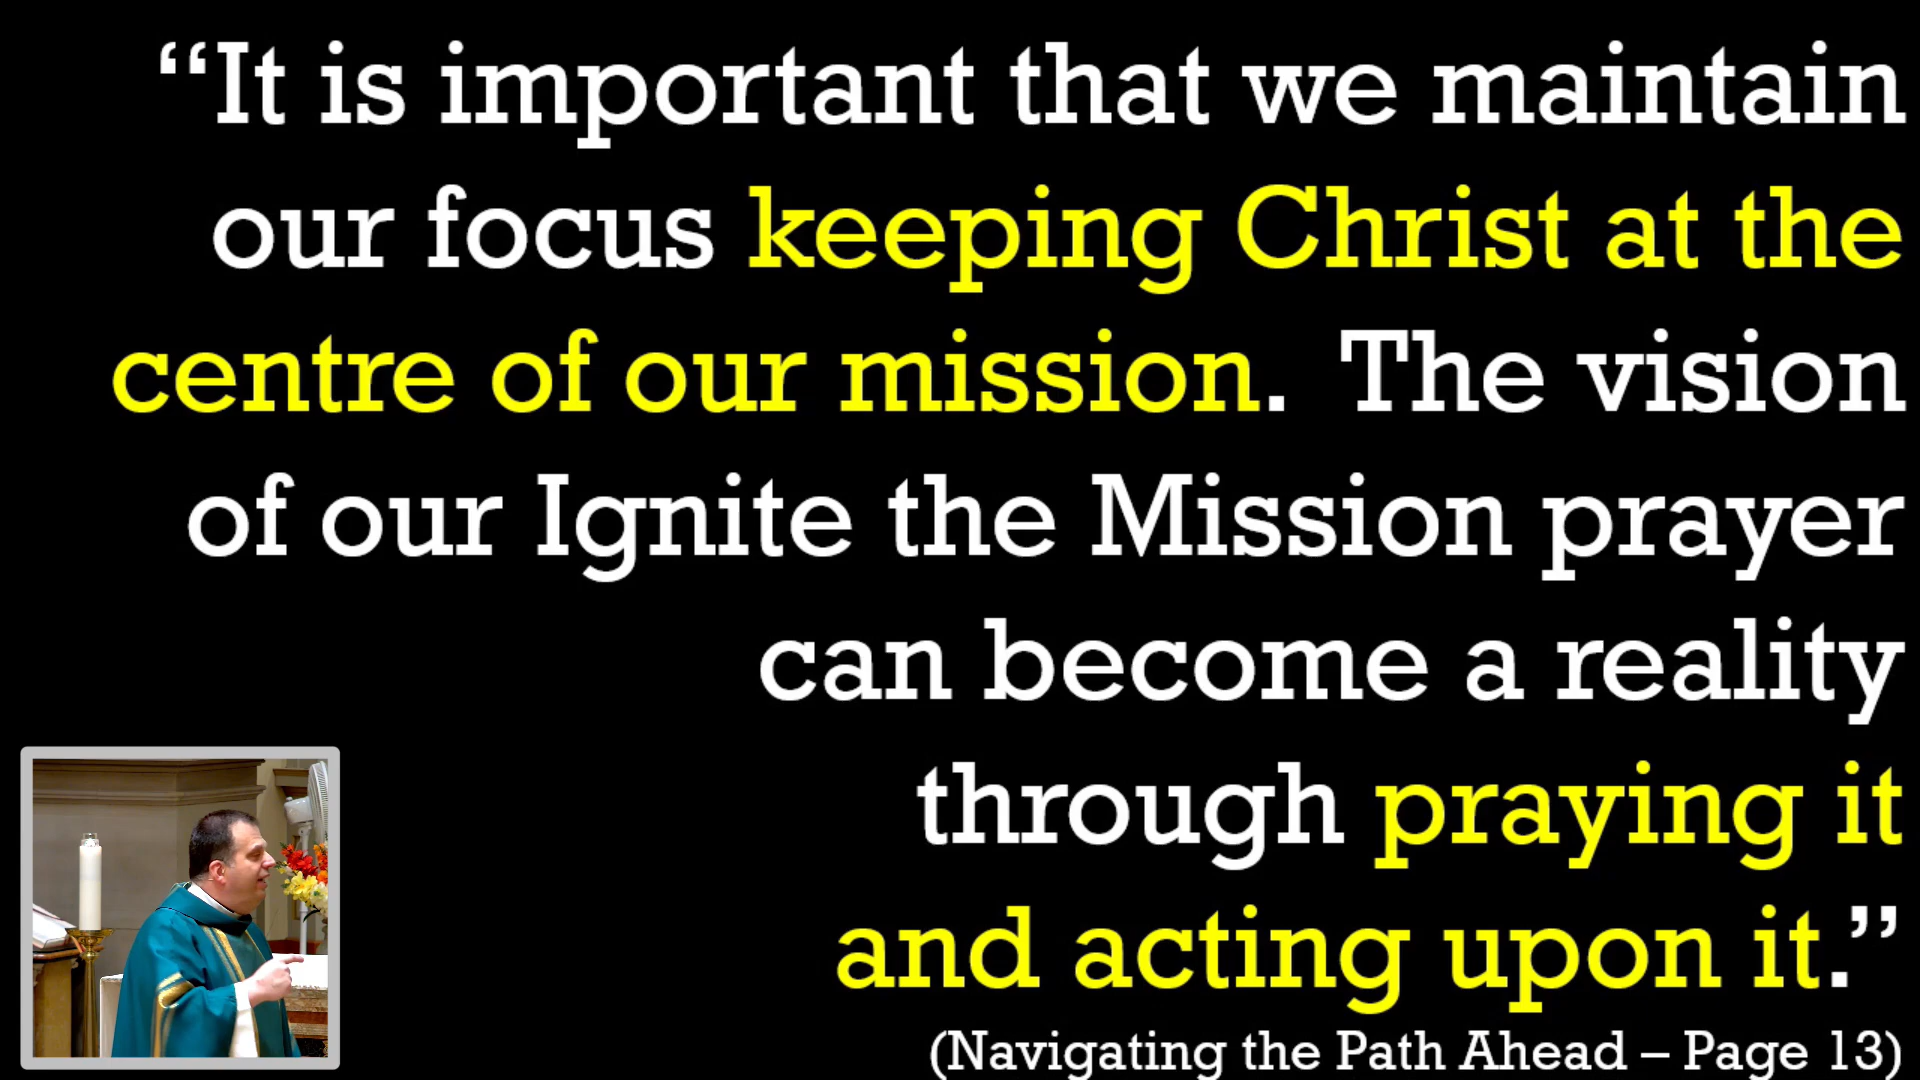 “It is important that we maintain
our focus keeping Christ at the
centre of our mission.  The vision
of our Ignite the Mission prayer
can become a reality
through praying it
and acting upon it.”
(Navigating the Path Ahead – Page 13)